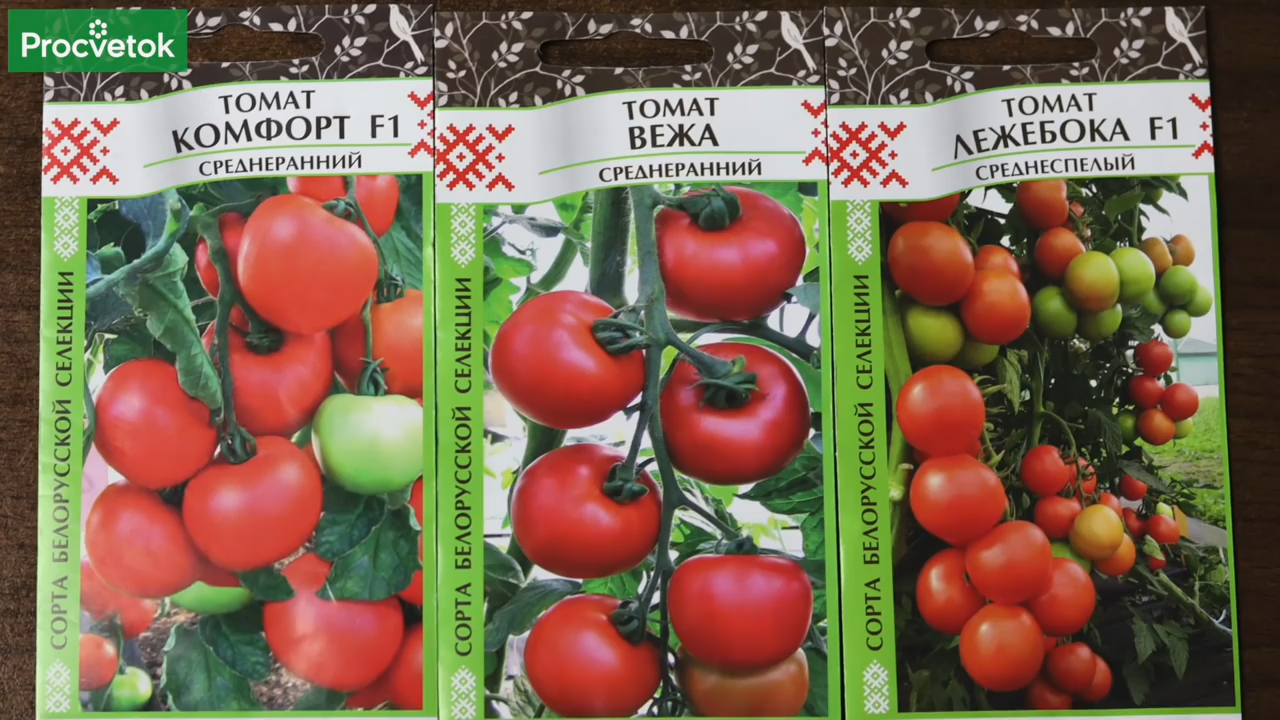 Procvetok
ТОМАТ
КОМФОРТ F1
СРЕДНЕРАННИЙ
СОРТА БЕЛОРУССКОЙ СЕЛЕКЦИИ
ТОМАТ
ВЕЖА
СРЕДНЕРАННИЙ
СОРТА БЕЛОРУССКОЙ СЕЛЕКЦИИ
ТОМАТ
ЛЕЖЕБОКА F1
СРЕДНЕСПЕЛЫЙ
СОРТА БЕЛОРУССКОЙ СЕЛЕКЦИИ